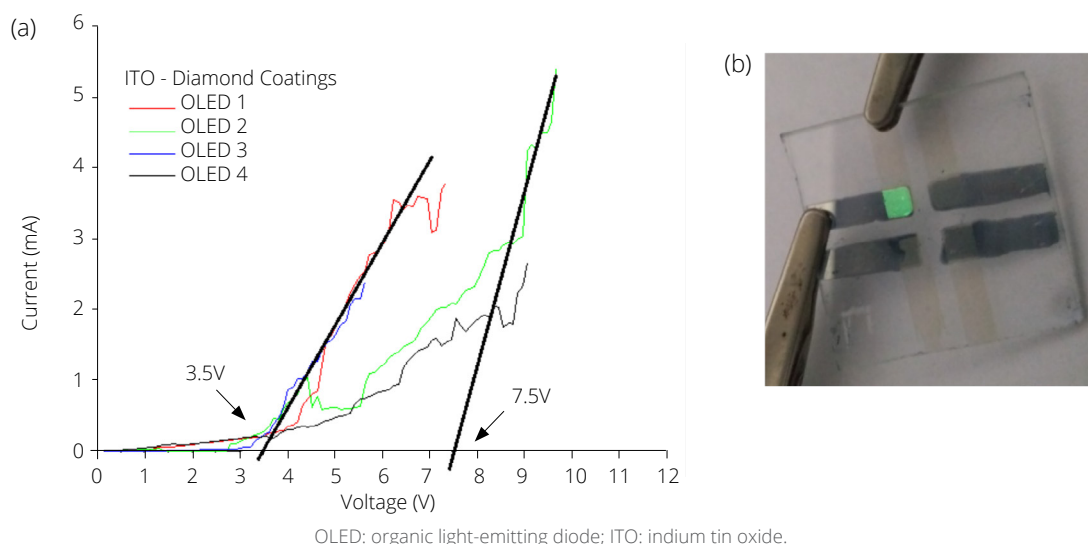 (a)
6
5
4
3
2
1
0
Current (mA)
ITO - Diamond Coatings
OLED 1
OLED 2
OLED 3
OLED 4
3.5V
7.5V
0 1 2 3 4 5 6 7 8 9 10 11 12
Voltage (V)
(b)
OLED: organic light-emitting diode; ITO: indium tin oxide.